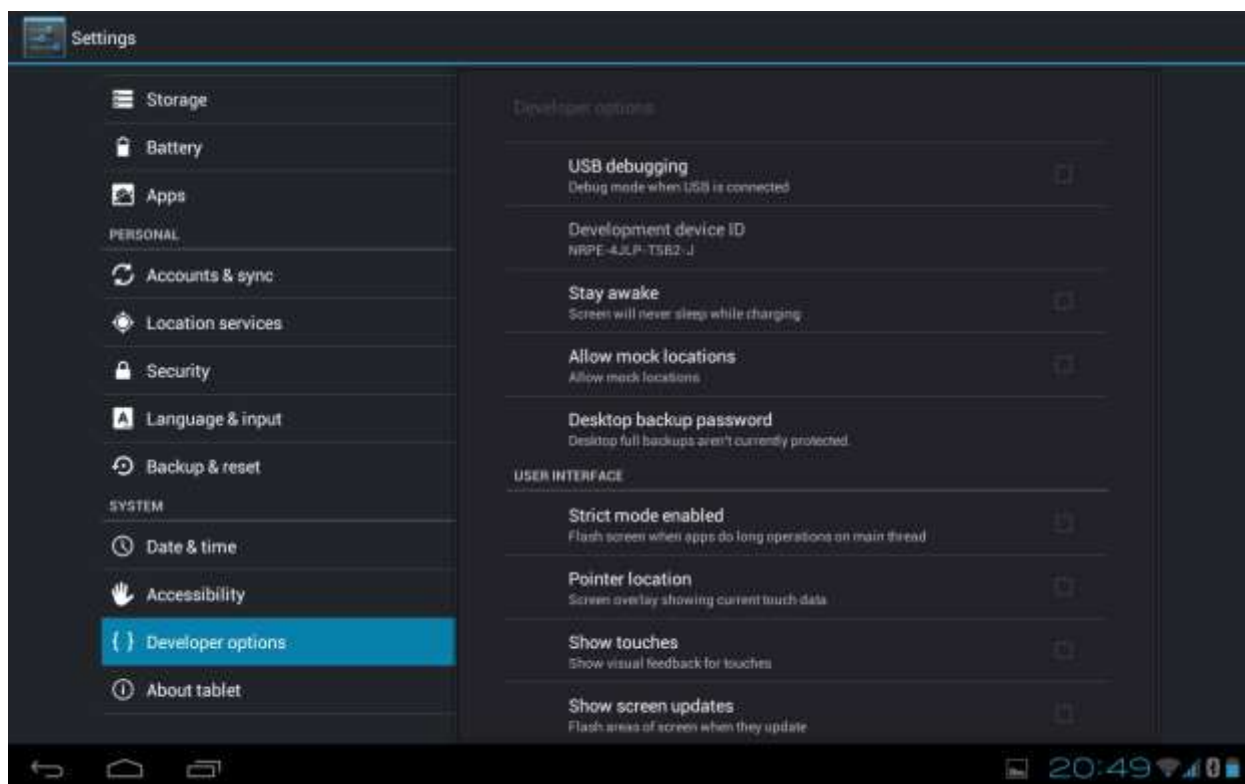 Settings
Storage
Battery
Apps
PERSONAL
Accounts & sync
Location services
Security
Language & input
Backup & reset
SYSTEM
Date & time
Accessibility
{ } Developer options
About tablet
Developer options
USB debugging
Debug mode when USB is connected
Development device ID
NRPE-4JLP-TSB2-J
Stay awake
Screen will never sleep while charging
Allow mock locations
Allow mock locations
Desktop backup password
Desktop full backups aren't currently protected.
USER INTERFACE
Strict mode enabled
Flash screen when apps do long operations on main thread
Pointer location
Screen overlay showing current touch data
Show touches
Show visual feedback for touches
Show screen updates
Flash areas of screen when they update
20:49